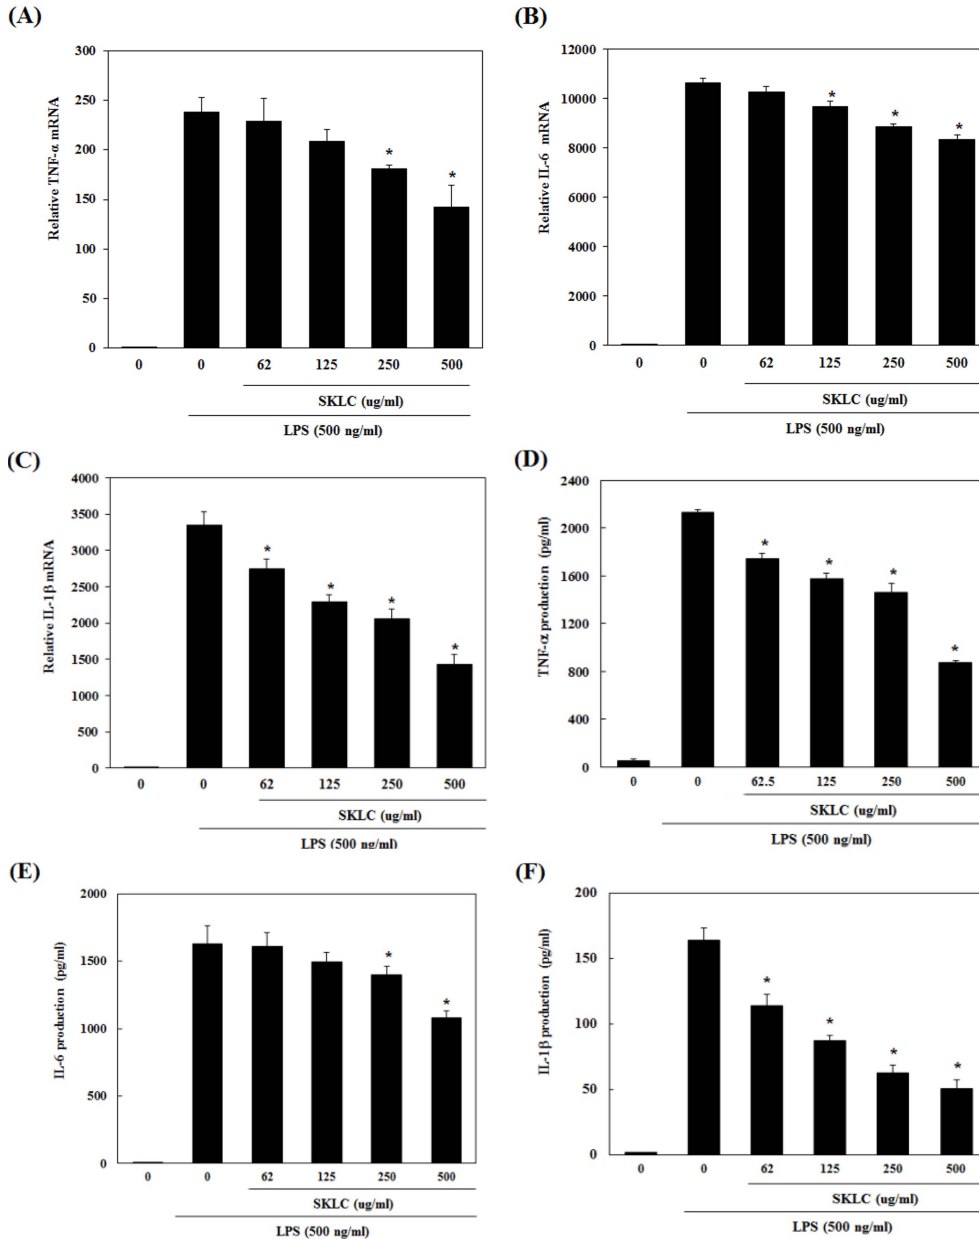 (A)
Relative TNF-α mRNA
300
250
200
150
100
50
0
* *
0 0 62 125 250 500
SKLC (ug/ml)
LPS (500 ng/ml)
(B)
Relative IL-6 mRNA
12000
10000
8000
6000
4000
2000
0
* * *
0 0 62 125 250 500
SKLC (ug/ml)
LPS (500 ng/ml)
(C)
Relative IL-1β mRNA
4000
3500
3000
2500
2000
1500
1000
500
0
* * * *
0 0 62 125 250 500
SKLC (ug/ml)
LPS (500 ng/ml)
(D)
TNF-α production (pg/ml)
2400
2000
1600
1200
800
400
0
* * * *
0 0 62.5 125 250 500
SKLC (ug/ml)
LPS (500 ng/ml)
(E)
IL-6 production (pg/ml)
2000
1500
1000
500
0
* *
0 0 62 125 250 500
SKLC (ug/ml)
LPS (500 ng/ml)
(F)
IL-1β production (pg/ml)
200
150
100
50
0
* * * *
0 0 62 125 250 500
SKLC (ug/ml)
LPS (500 ng/ml)